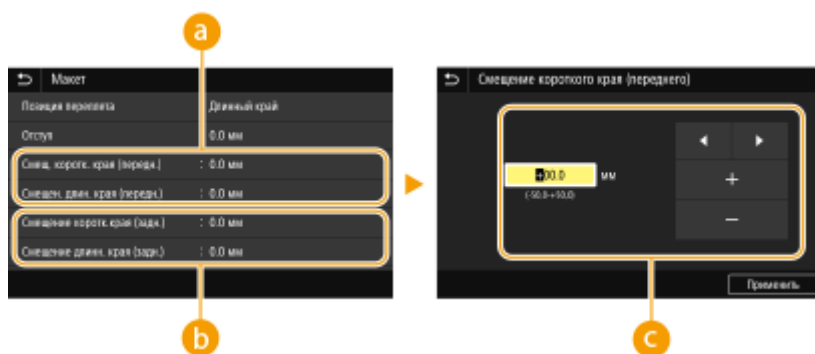 a
Макет
Позиция переплета : Длинный край
Отступ : 0.0 мм
Смещ. коротк. края (передн.) : 0.0 мм
Смещен. длин. края (передн.) : 0.0 мм
Смещение коротк.края (задн.) : 0.0 мм
Смещение длинн. края (задн.) : 0.0 мм
b
Смещение короткого края (переднего)
+00.0 мм
(-50.0-+50.0)
+
−
Применить
c